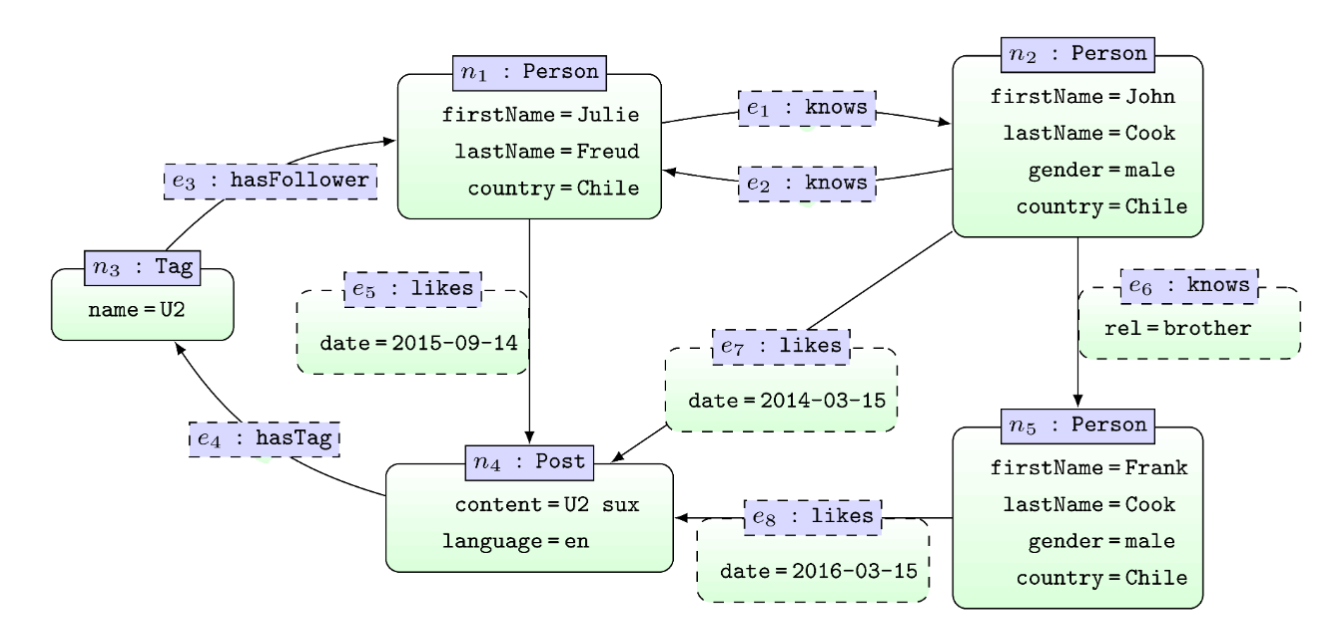 n₁ : Person
firstName = Julie
lastName = Freud
country = Chile
e₁ : knows
e₂ : knows
n₂ : Person
firstName = John
lastName = Cook
gender = male
country = Chile
e₃ : hasFollower
n₃ : Tag
name = U2
e₅ : likes
date = 2015-09-14
e₇ : likes
date = 2014-03-15
e₆ : knows
rel = brother
e₄ : hasTag
n₄ : Post
content = U2 sux
language = en
e₈ : likes
date = 2016-03-15
n₅ : Person
firstName = Frank
lastName = Cook
gender = male
country = Chile